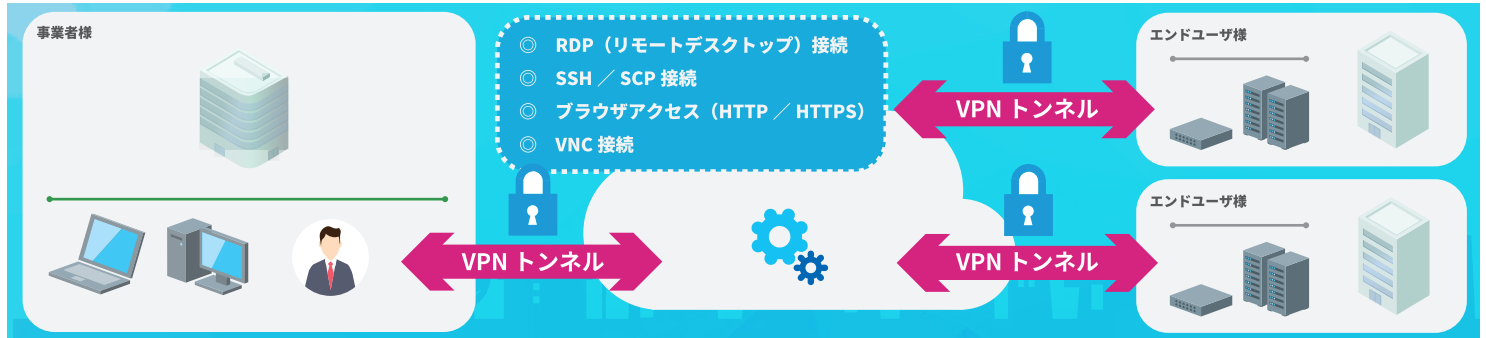 事業者様
◎ RDP（リモートデスクトップ）接続
◎ SSH ／ SCP 接続
◎ ブラウザアクセス（HTTP ／ HTTPS）
◎ VNC 接続
VPN トンネル
エンドユーザ様
VPN トンネル
エンドユーザ様
VPN トンネル